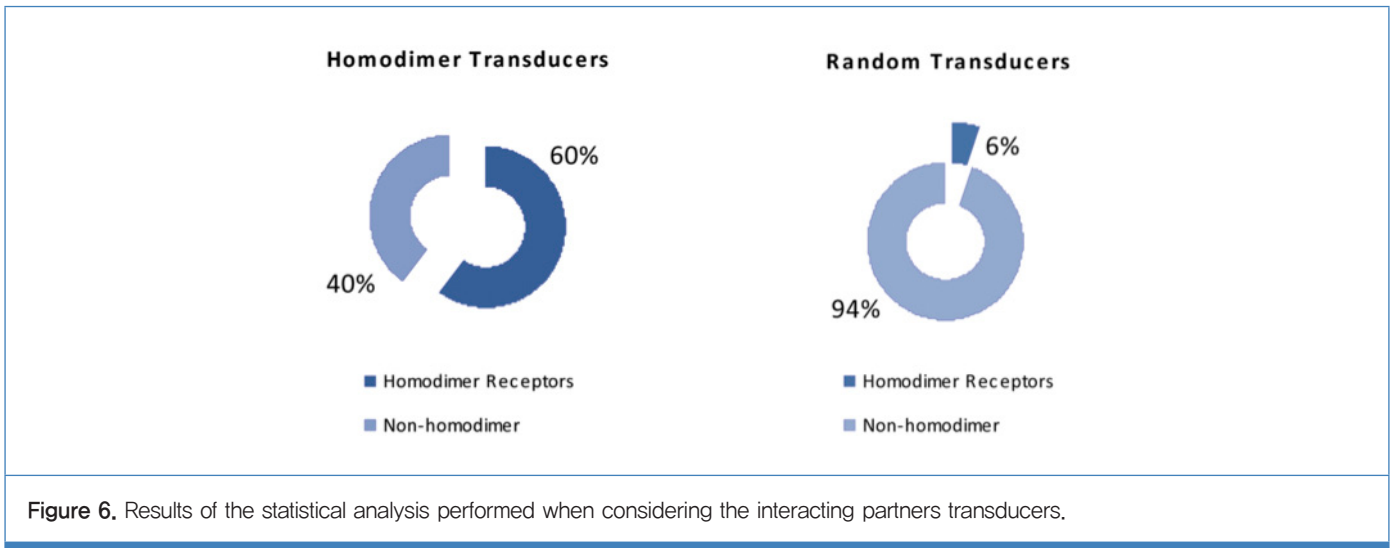 Homodimer Transducers
60%
40%
Homodimer Receptors
Non-homodimer
Random Transducers
6%
94%
Homodimer Receptors
Non-homodimer
Figure 6. Results of the statistical analysis performed when considering the interacting partners transducers.